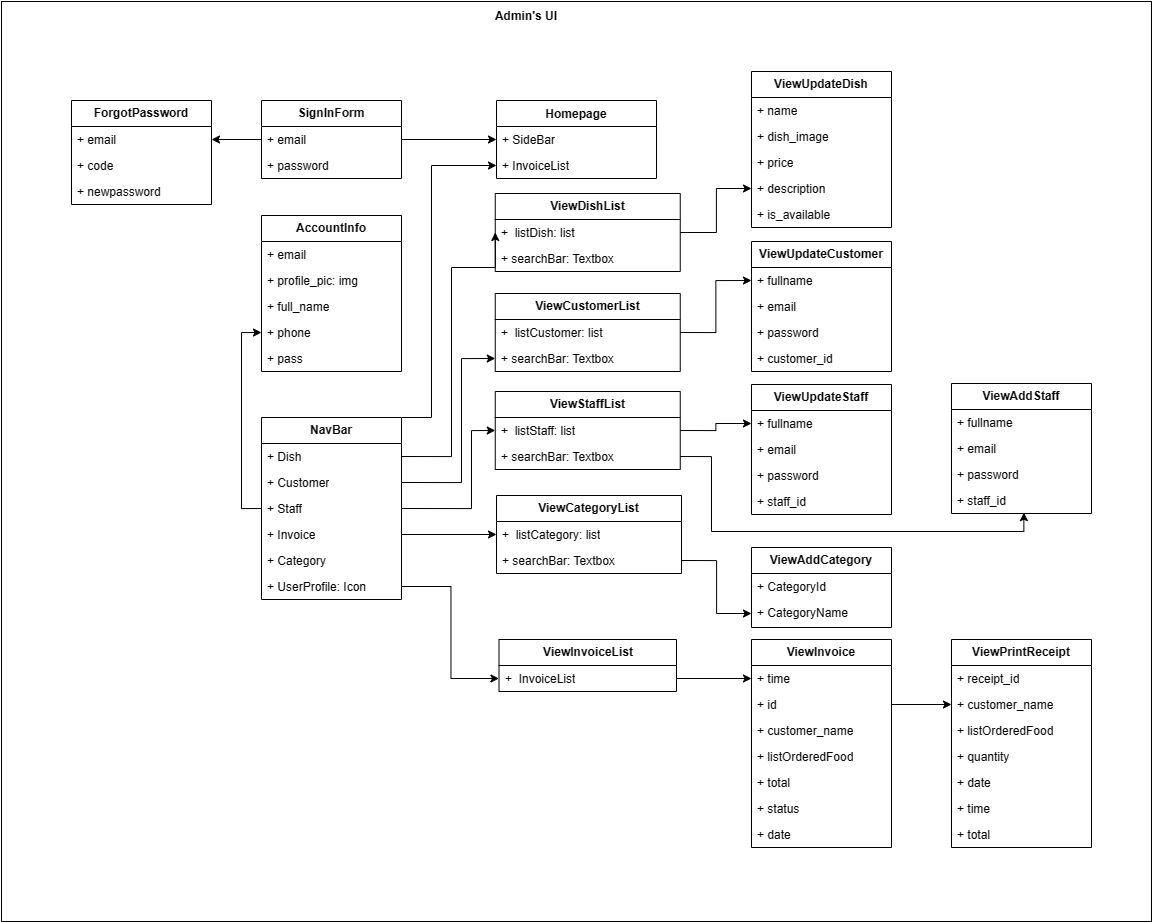 Admin's UI
ForgotPassword
+ email
+ code
+ newpassword
SignInForm
+ email
+ password
Homepage
+ SideBar
+ InvoiceList
ViewUpdateDish
+ name
+ dish_image
+ price
+ description
+ is_available
AccountInfo
+ email
+ profile_pic: img
+ full_name
+ phone
+ pass
ViewDishList
+ listDish: list
+ searchBar: Textbox
ViewUpdateCustomer
+ fullname
+ email
+ password
+ customer_id
ViewCustomerList
+ listCustomer: list
+ searchBar: Textbox
ViewStaffList
+ listStaff: list
+ searchBar: Textbox
ViewUpdateStaff
+ fullname
+ email
+ password
+ staff_id
ViewAddStaff
+ fullname
+ email
+ password
+ staff_id
NavBar
+ Dish
+ Customer
+ Staff
+ Invoice
+ Category
+ UserProfile: Icon
ViewCategoryList
+ listCategory: list
+ searchBar: Textbox
ViewAddCategory
+ CategoryId
+ CategoryName
ViewInvoiceList
+ InvoiceList
ViewInvoice
+ time
+ id
+ customer_name
+ listOrderedFood
+ total
+ status
+ date
ViewPrintReceipt
+ receipt_id
+ customer_name
+ listOrderedFood
+ quantity
+ date
+ time
+ total